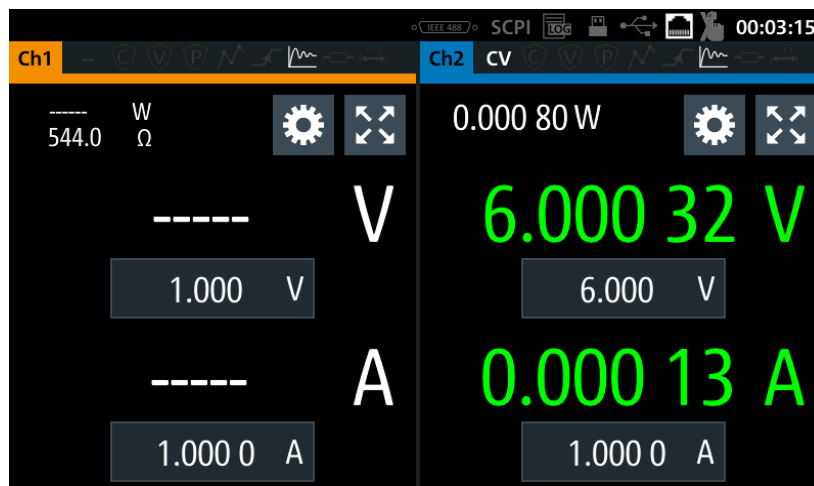 IEEE 488 SCPI LOG 00:03:15
Ch1 -- C V P Ch2 CV C V P
------ W
544.0 Ω
0.000 80 W
----- V
6.000 32 V
1.000 V
6.000 V
----- A
0.000 13 A
1.000 0 A
1.000 0 A